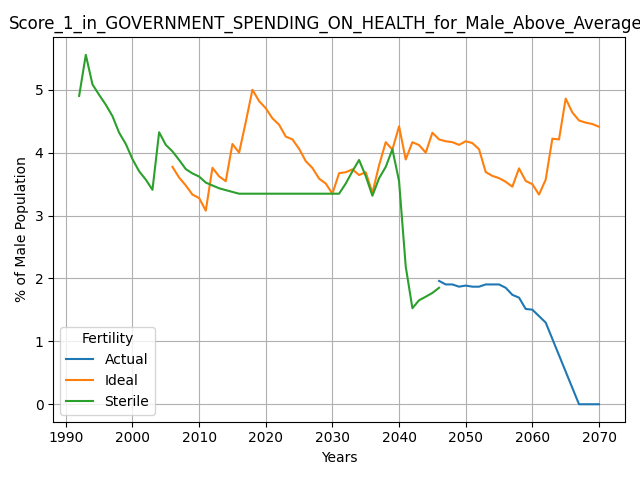 Score_1_in_GOVERNMENT_SPENDING_ON_HEALTH_for_Male_Above_Average
% of Male Population
5
4
3
2
1
0
Fertility
Actual
Ideal
Sterile
1990 2000 2010 2020 2030 2040 2050 2060 2070
Years